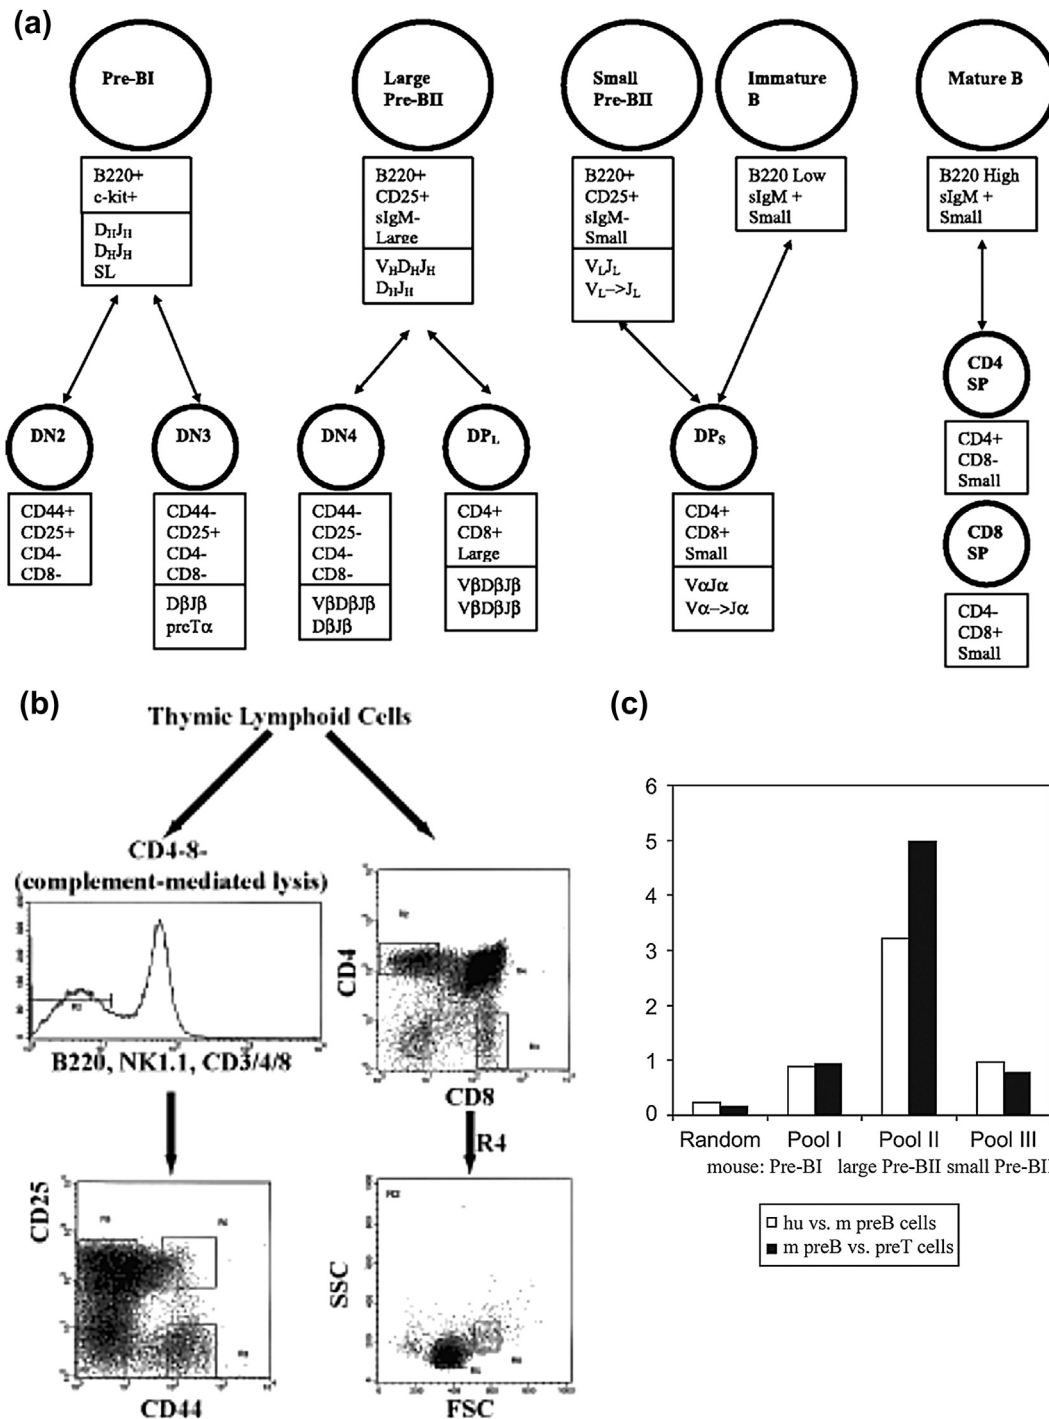 (a)
Pre-BI
Large
Pre-BII
Small
Pre-BII
Immature
B
Mature B
B220+
c-kit+
DHJH
DHJH
SL
B220+
CD25+
sIgM-
Large
VHDHJH
DHJH
B220+
CD25+
sIgM-
Small
VLJL
VL–>JL
B220 Low
sIgM +
Small
B220 High
sIgM +
Small
DN2
DN3
DN4
DPL
DPS
CD4
SP
CD44+
CD25+
CD4-
CD8-
CD44-
CD25+
CD4-
CD8-
DβJβ
preTα
CD44-
CD25-
CD4-
CD8-
VβDβJβ
DβJβ
CD4+
CD8+
Large
VβDβJβ
VβDβJβ
CD4+
CD8+
Small
VαJα
Vα–>Jα
CD4+
CD8-
Small
CD8
SP
CD4-
CD8+
Small
(b)
Thymic Lymphoid Cells
CD4-8-
(complement-mediated lysis)
B220, NK1.1, CD3/4/8
CD4
CD8
R4
CD25
CD44
SSC
FSC
(c)
6
5
4
3
2
1
0
Random Pool I Pool II Pool III
mouse: Pre-BI large Pre-BII small Pre-BII
hu vs. m preB cells
m preB vs. preT cells